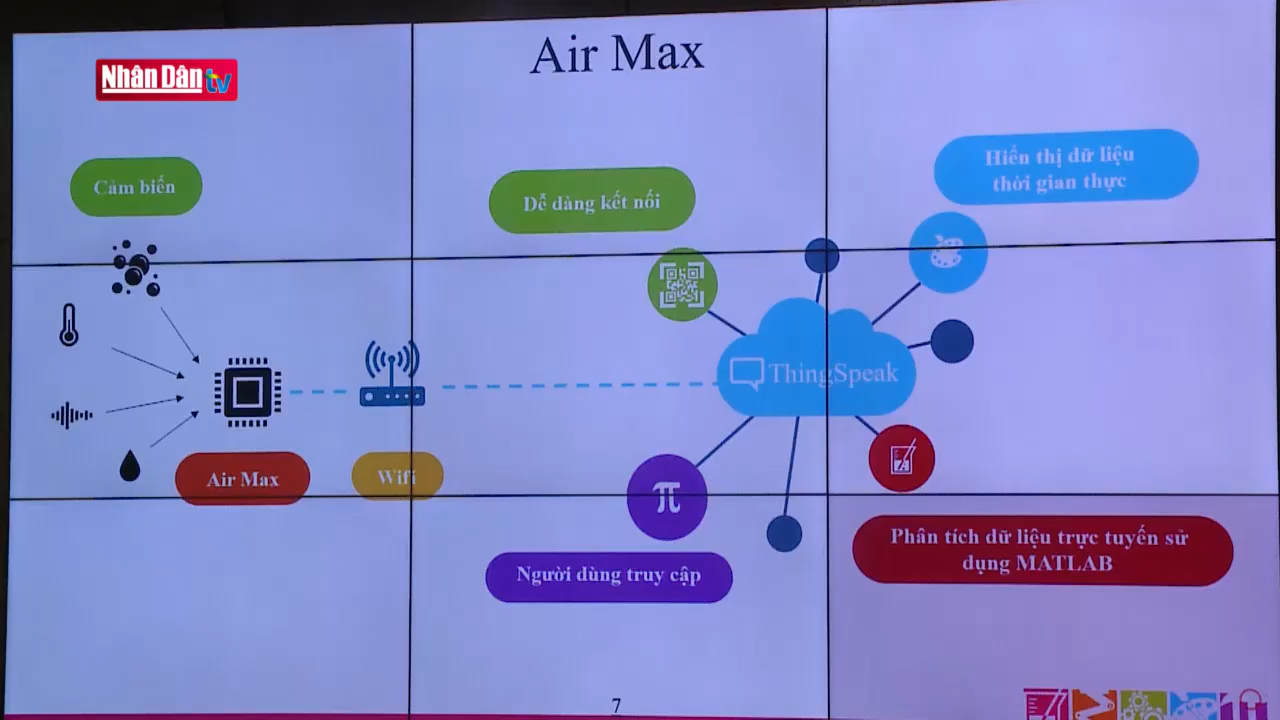 Air Max
Nhân Dân tv
Cảm biến
Dễ dàng kết nối
Hiển thị dữ liệu
thời gian thực
ThingSpeak
Air Max
Wifi
π
Người dùng truy cập
Phân tích dữ liệu trực tuyến sử
dụng MATLAB
7